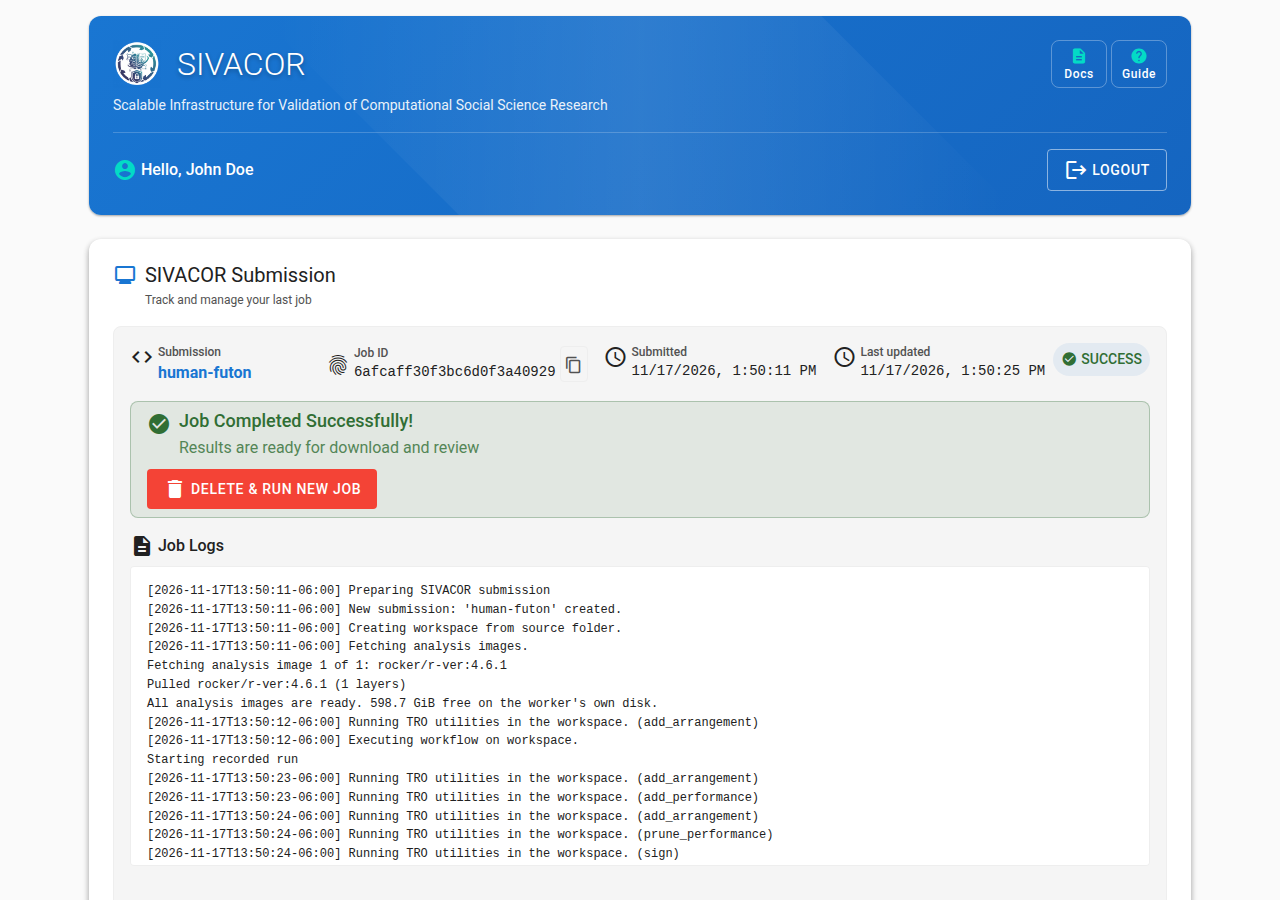 SIVACOR
Docs
Guide
Scalable Infrastructure for Validation of Computational Social Science Research
Hello, John Doe
LOGOUT
SIVACOR Submission
Track and manage your last job
Submission
human-futon
Job ID
6afcaff30f3bc6d0f3a40929
Submitted
11/17/2026, 1:50:11 PM
Last updated
11/17/2026, 1:50:25 PM
SUCCESS
Job Completed Successfully!
Results are ready for download and review
DELETE & RUN NEW JOB
Job Logs
[2026-11-17T13:50:11-06:00] Preparing SIVACOR submission
[2026-11-17T13:50:11-06:00] New submission: 'human-futon' created.
[2026-11-17T13:50:11-06:00] Creating workspace from source folder.
[2026-11-17T13:50:11-06:00] Fetching analysis images.
Fetching analysis image 1 of 1: rocker/r-ver:4.6.1
Pulled rocker/r-ver:4.6.1 (1 layers)
All analysis images are ready. 598.7 GiB free on the worker's own disk.
[2026-11-17T13:50:12-06:00] Running TRO utilities in the workspace. (add_arrangement)
[2026-11-17T13:50:12-06:00] Executing workflow on workspace.
Starting recorded run
[2026-11-17T13:50:23-06:00] Running TRO utilities in the workspace. (add_arrangement)
[2026-11-17T13:50:23-06:00] Running TRO utilities in the workspace. (add_performance)
[2026-11-17T13:50:24-06:00] Running TRO utilities in the workspace. (add_arrangement)
[2026-11-17T13:50:24-06:00] Running TRO utilities in the workspace. (prune_performance)
[2026-11-17T13:50:24-06:00] Running TRO utilities in the workspace. (sign)